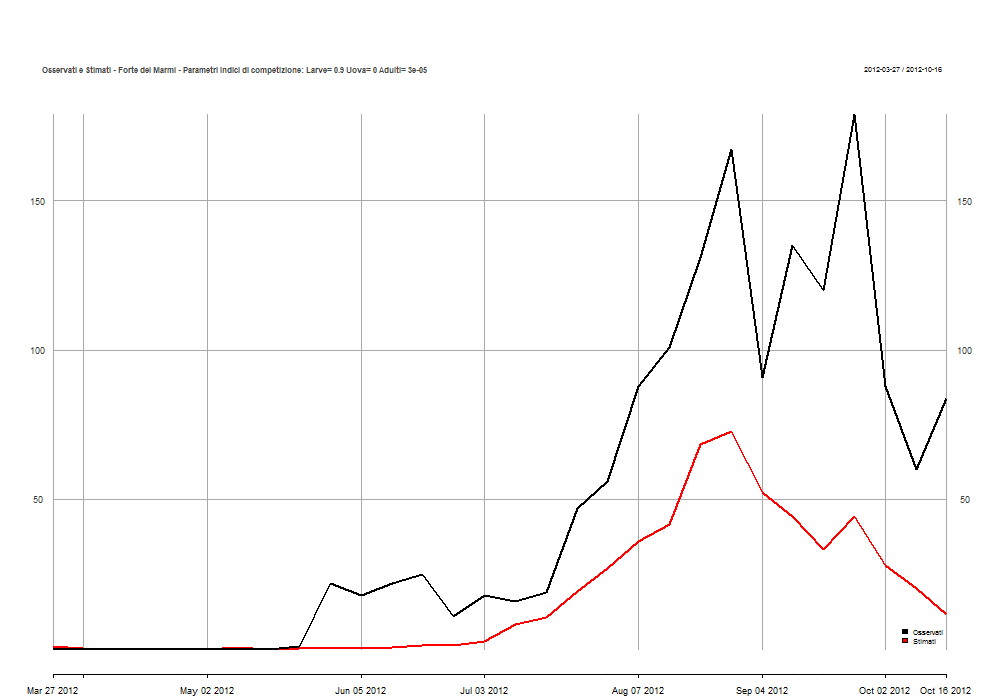 Osservati e Stimati - Forte dei Marmi - Parametri indici di competizione: Larve= 0.9 Uova= 0 Adulti= 3e-05
2012-03-27 / 2012-10-16
150 150
100 100
50 50
Osservati
Stimati
Mar 27 2012 May 02 2012 Jun 05 2012 Jul 03 2012 Aug 07 2012 Sep 04 2012 Oct 02 2012 Oct 16 2012